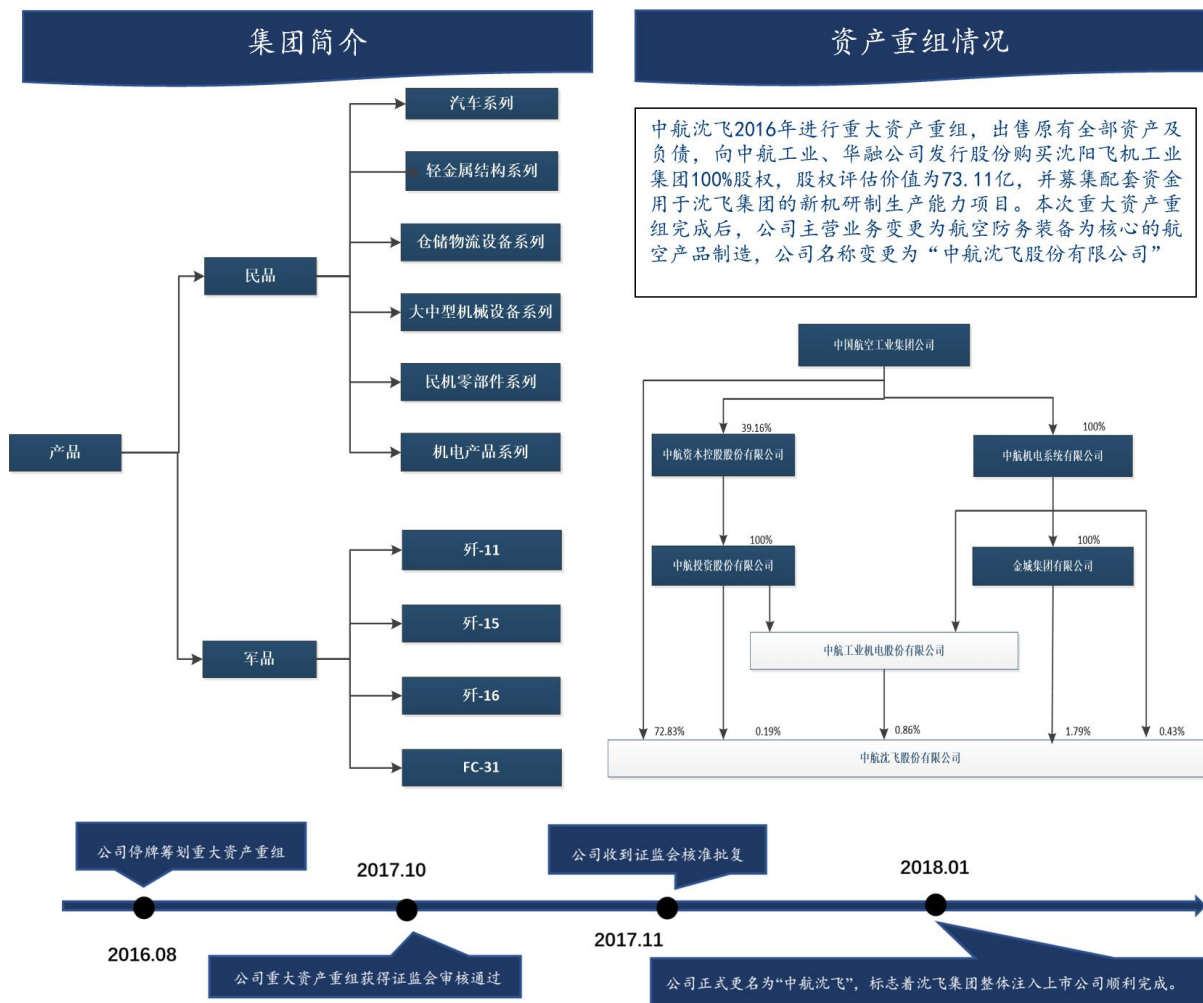 集团简介
汽车系列
轻金属结构系列
仓储物流设备系列
民品
大中型机械设备系列
民机零部件系列
产品
机电产品系列
歼-11
歼-15
军品
歼-16
FC-31
资产重组情况
中航沈飞2016年进行重大资产重组，出售原有全部资产及
负债，向中航工业、华融公司发行股份购买沈阳飞机工业
集团100%股权，股权评估价值为73.11亿，并募集配套资金
用于沈飞集团的新机研制生产能力项目。本次重大资产重
组完成后，公司主营业务变更为航空防务装备为核心的航
空产品制造，公司名称变更为“中航沈飞股份有限公司”
中国航空工业集团公司
39.16%
100%
中航资本控股股份有限公司
中航机电系统有限公司
100%
100%
中航投资股份有限公司
金城集团有限公司
中航工业机电股份有限公司
72.83%
0.19%
0.86%
1.79%
0.43%
中航沈飞股份有限公司
公司停牌筹划重大资产重组
2016.08
2017.10
公司重大资产重组获得证监会审核通过
公司收到证监会核准批复
2017.11
2018.01
公司正式更名为“中航沈飞”，标志着沈飞集团整体注入上市公司顺利完成。